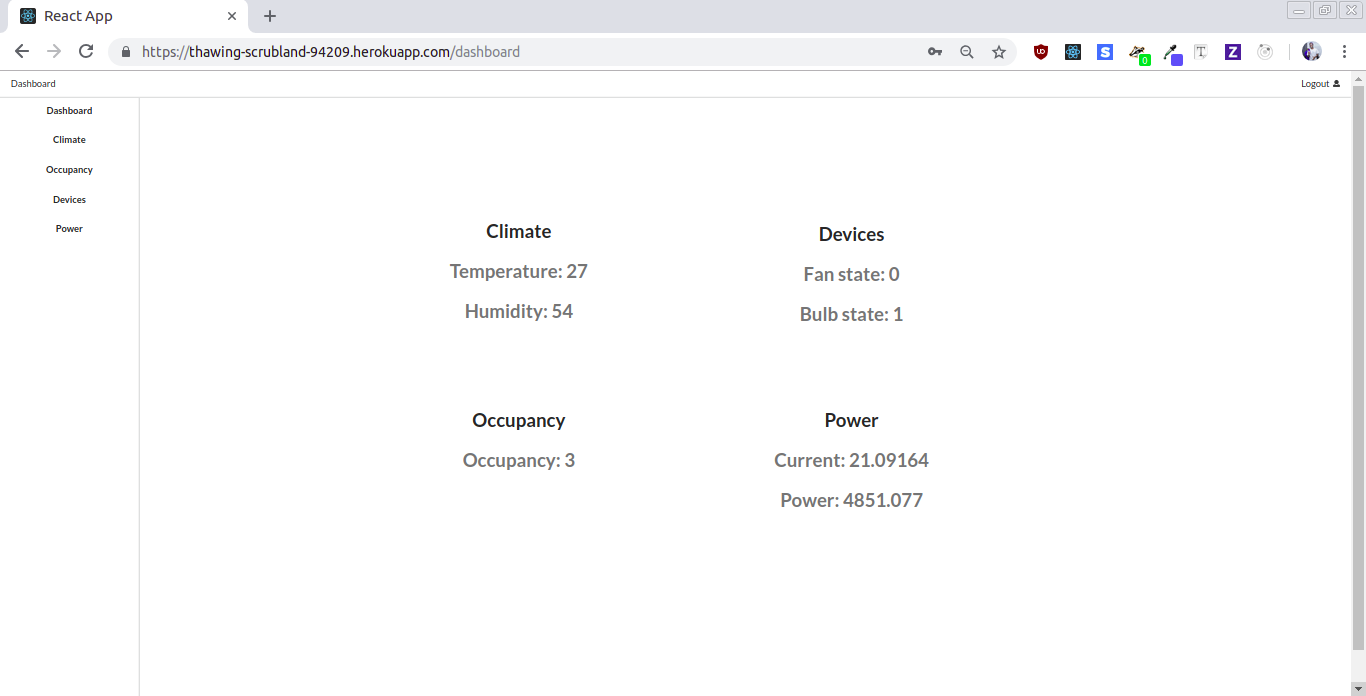 React App
https://thawing-scrubland-94209.herokuapp.com/dashboard
Dashboard
Logout
Dashboard
Climate
Occupancy
Devices
Power
Climate
Temperature: 27
Humidity: 54
Devices
Fan state: 0
Bulb state: 1
Occupancy
Occupancy: 3
Power
Current: 21.09164
Power: 4851.077